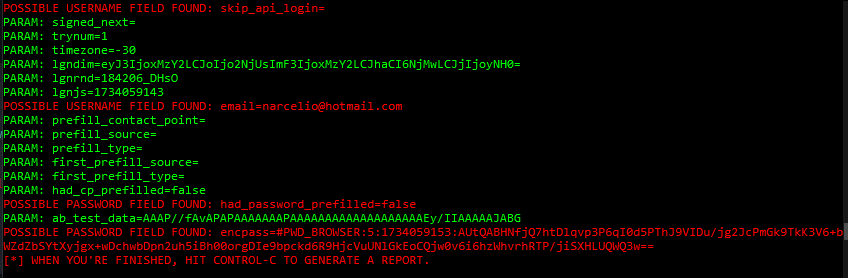 POSSIBLE USERNAME FIELD FOUND: skip_api_login=
PARAM: signed_next=
PARAM: trynum=1
PARAM: timezone=-30
PARAM: lgndim=eyJ3IjoxMzY2LCJoIjo2NjUsImF3IjoxMzY2LCJhaCI6NjMwLCJjIjoyNH0=
PARAM: lgnrnd=184206_DHsO
PARAM: lgnjs=1734059143
POSSIBLE USERNAME FIELD FOUND: email=narcelio@hotmail.com
PARAM: prefill_contact_point=
PARAM: prefill_source=
PARAM: prefill_type=
PARAM: first_prefill_source=
PARAM: first_prefill_type=
PARAM: had_cp_prefilled=false
POSSIBLE PASSWORD FIELD FOUND: had_password_prefilled=false
PARAM: ab_test_data=AAAP//fAvAPAPAAAAAAAPAAAAAAAAAAAAAAAAAAAEy/IIAAAAAJABG
POSSIBLE PASSWORD FIELD FOUND: encpass=#PWD_BROWSER:5:1734059153:AUtQABHNfjQ7htDlqvp3P6qI0d5PThJ9VIDu/jg2JcPmGk9TkK3V6+b
WZdZbSYtXyjgx+wDchwbDpn2uh5iBh00orgDIe9bpckd6R9HjcVuUNlGkEoCQjw0v6i6hzWhvrhRTP/jiSXHLUQWQ3w==
[*] WHEN YOU'RE FINISHED, HIT CONTROL-C TO GENERATE A REPORT.